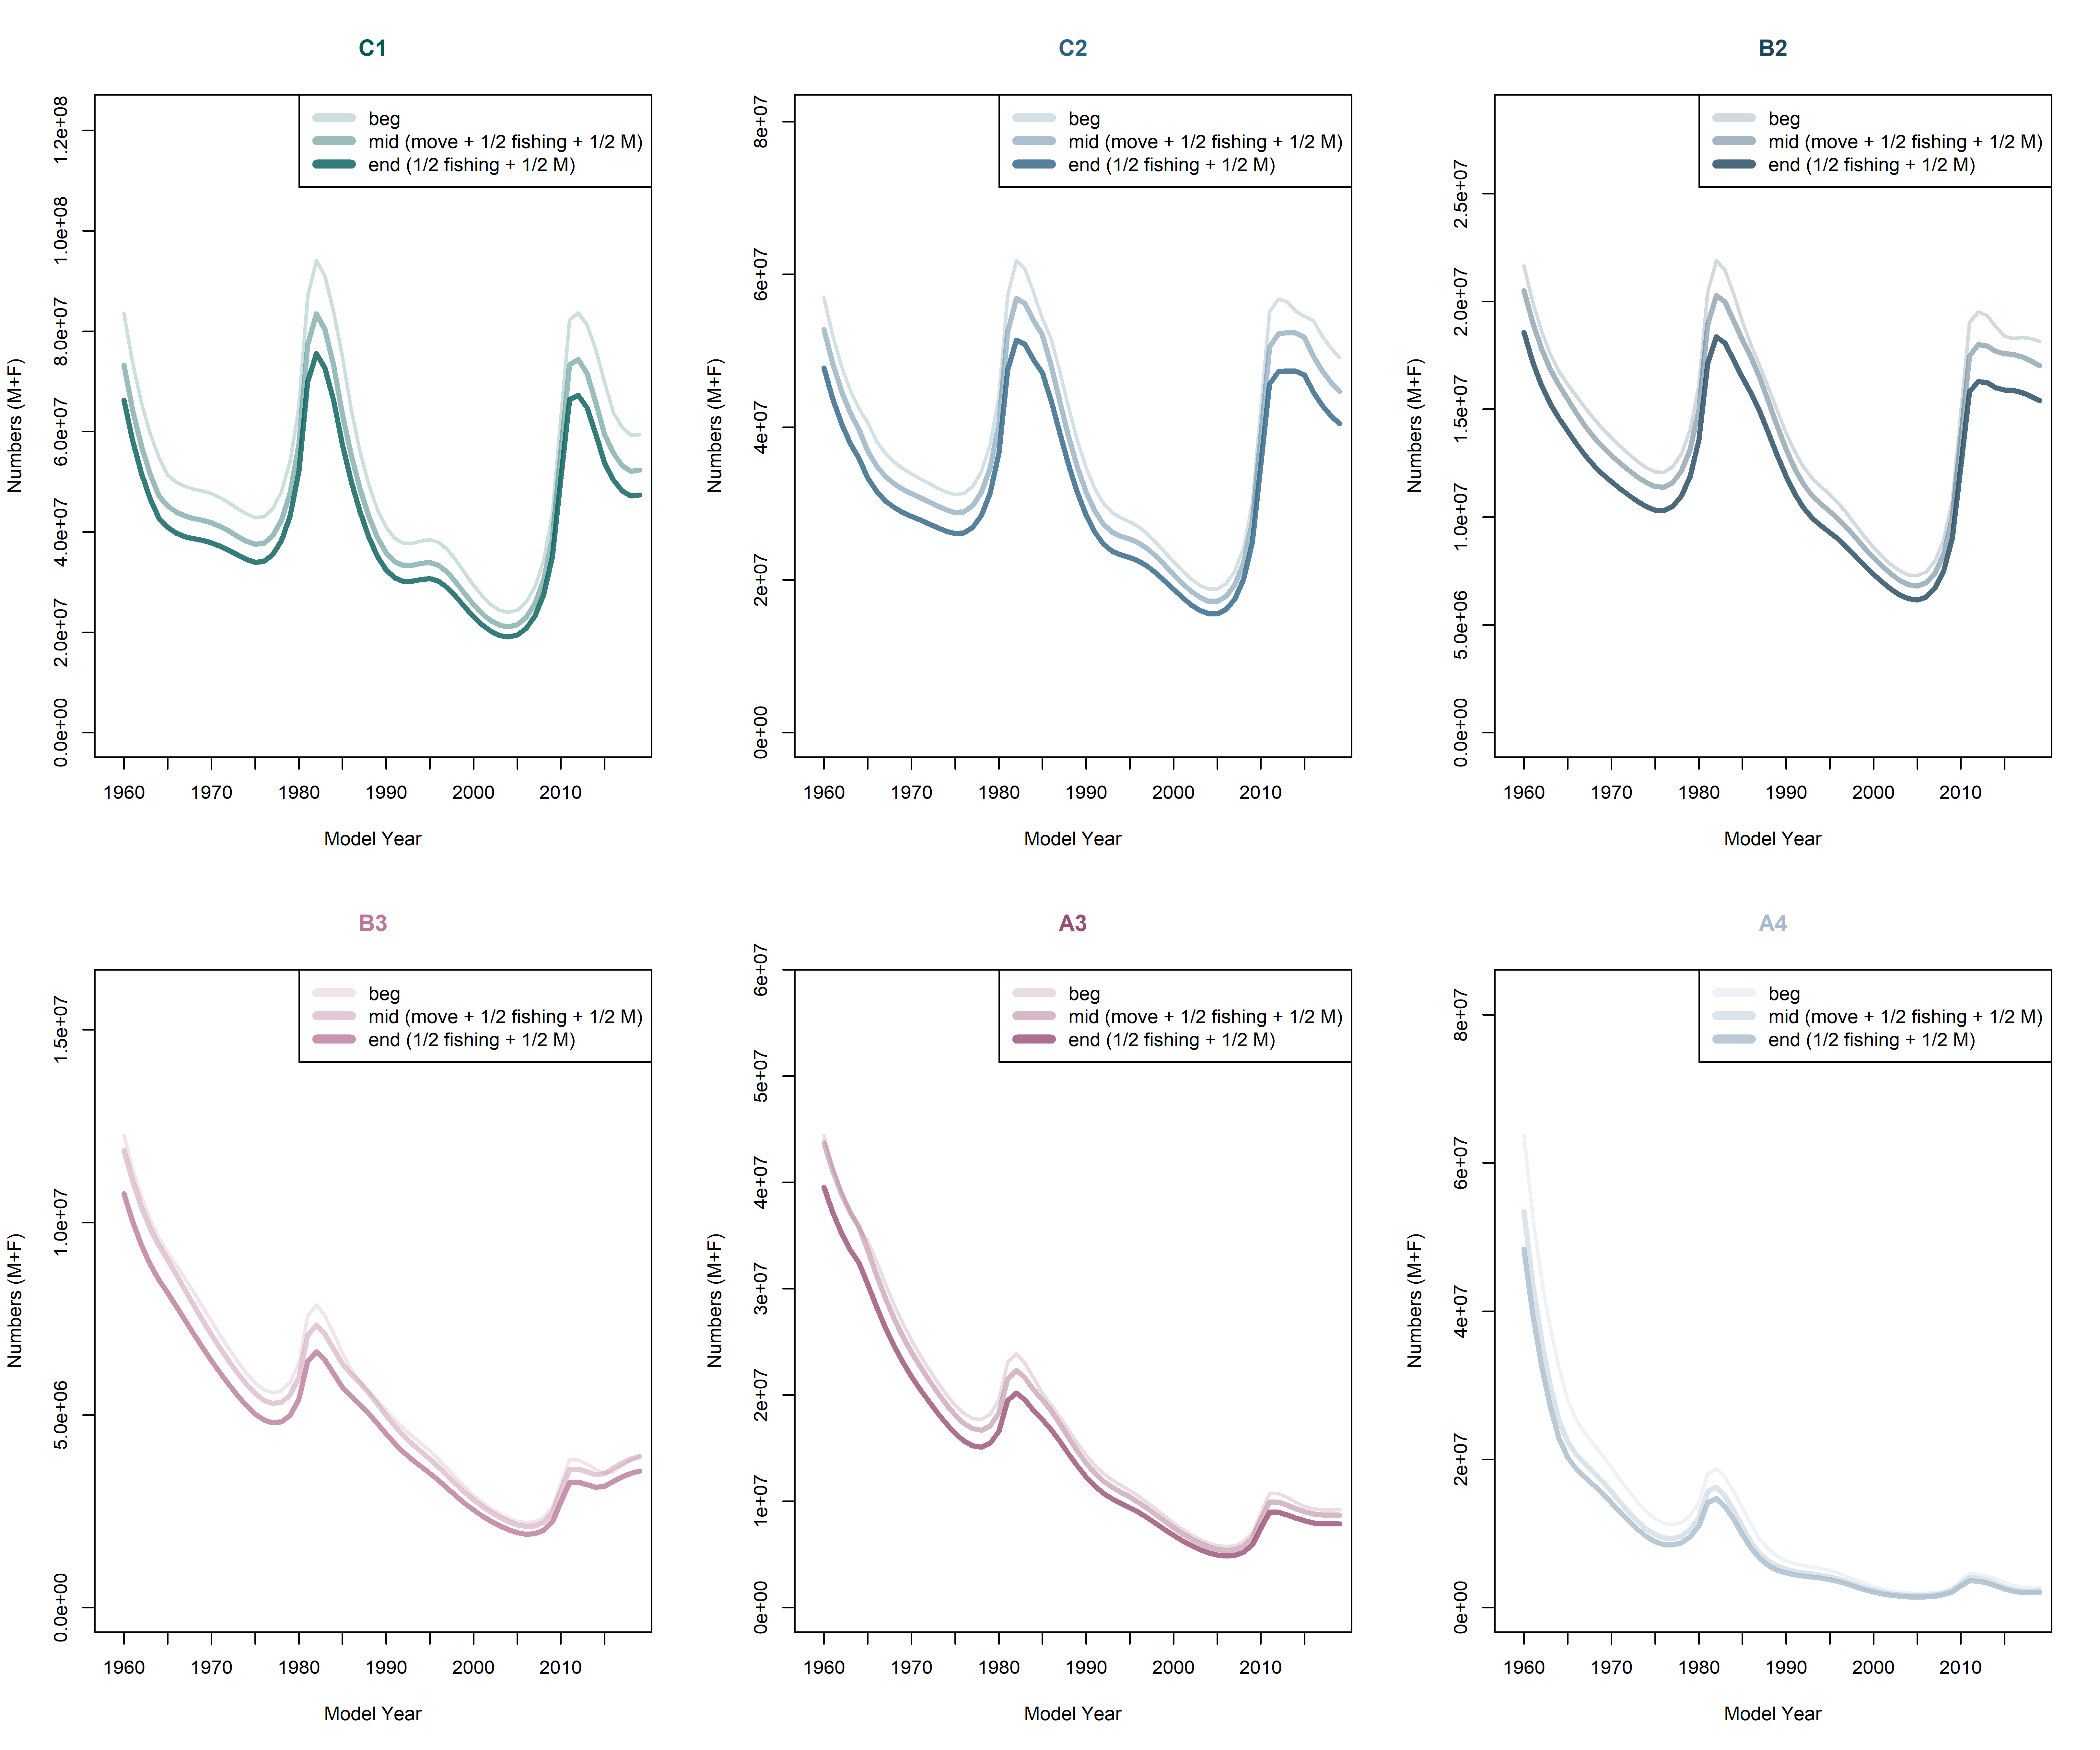 C1
beg
mid (move + 1/2 fishing + 1/2 M)
end (1/2 fishing + 1/2 M)
Numbers (M+F)
0.0e+00
2.0e+07
4.0e+07
6.0e+07
8.0e+07
1.0e+08
1.2e+08
1960
1970
1980
1990
2000
2010
Model Year
C2
beg
mid (move + 1/2 fishing + 1/2 M)
end (1/2 fishing + 1/2 M)
Numbers (M+F)
0e+00
2e+07
4e+07
6e+07
8e+07
1960
1970
1980
1990
2000
2010
Model Year
B2
beg
mid (move + 1/2 fishing + 1/2 M)
end (1/2 fishing + 1/2 M)
Numbers (M+F)
0.0e+00
5.0e+06
1.0e+07
1.5e+07
2.0e+07
2.5e+07
1960
1970
1980
1990
2000
2010
Model Year
B3
beg
mid (move + 1/2 fishing + 1/2 M)
end (1/2 fishing + 1/2 M)
Numbers (M+F)
0.0e+00
5.0e+06
1.0e+07
1.5e+07
1960
1970
1980
1990
2000
2010
Model Year
A3
beg
mid (move + 1/2 fishing + 1/2 M)
end (1/2 fishing + 1/2 M)
Numbers (M+F)
0e+00
1e+07
2e+07
3e+07
4e+07
5e+07
6e+07
1960
1970
1980
1990
2000
2010
Model Year
A4
beg
mid (move + 1/2 fishing + 1/2 M)
end (1/2 fishing + 1/2 M)
Numbers (M+F)
0e+00
2e+07
4e+07
6e+07
8e+07
1960
1970
1980
1990
2000
2010
Model Year